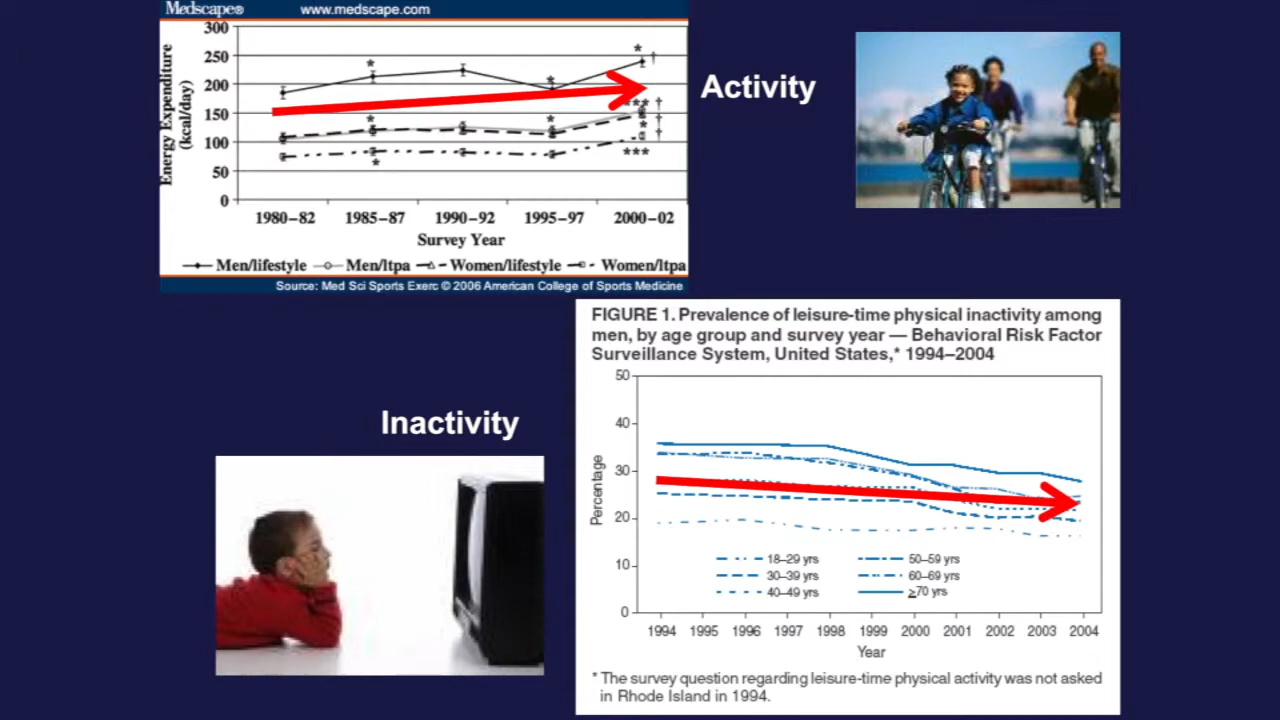 Medscape® www.medscape.com
300
250
200
150
100
50
0
Energy Expenditure
(kcal/day)
* * * † *** † * † * † * * ***
1980–82 1985–87 1990–92 1995–97 2000–02
Survey Year
Men/lifestyle Men/ltpa Women/lifestyle Women/ltpa
Source: Med Sci Sports Exerc © 2006 American College of Sports Medicine
Activity
Inactivity
FIGURE 1. Prevalence of leisure-time physical inactivity among
men, by age group and survey year — Behavioral Risk Factor
Surveillance System, United States,* 1994–2004
50
40
30
20
10
0
Percentage
18–29 yrs 50–59 yrs
30–39 yrs 60–69 yrs
40–49 yrs ≥70 yrs
1994 1995 1996 1997 1998 1999 2000 2001 2002 2003 2004
Year
* The survey question regarding leisure-time physical activity was not asked
in Rhode Island in 1994.